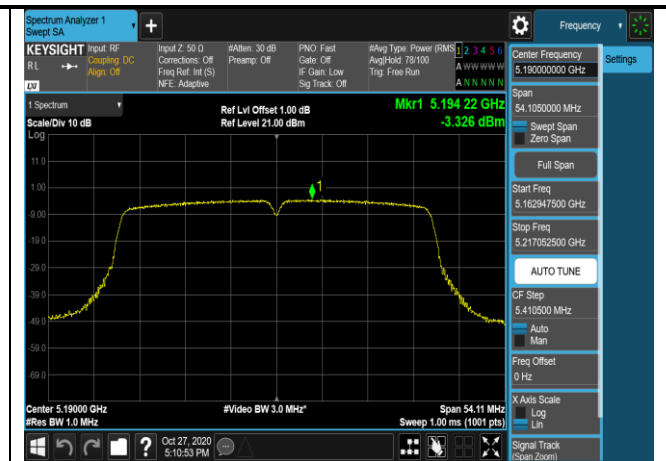 Spectrum Analyzer 1
Swept SA
+
Frequency
KEYSIGHT
RL
LXI
Input: RF
Coupling: DC
Align: Off
Input Z: 50 Ω
Corrections: Off
Freq Ref: Int (S)
NFE: Adaptive
#Atten: 30 dB
Preamp: Off
PNO: Fast
Gate: Off
IF Gain: Low
Sig Track: Off
#Avg Type: Power (RMS
Avg|Hold: 78/100
Trig: Free Run
1 2 3 4 5 6
A W W W W W
A N N N N N
Center Frequency
5.190000000 GHz
Settings
Span
54.1050000 MHz
Swept Span
Zero Span
Full Span
Start Freq
5.162947500 GHz
Stop Freq
5.217052500 GHz
AUTO TUNE
CF Step
5.410500 MHz
Auto
Man
Freq Offset
0 Hz
X Axis Scale
Log
Lin
Signal Track
(Span Zoom)
1 Spectrum
Scale/Div 10 dB
Ref Lvl Offset 1.00 dB
Ref Level 21.00 dBm
Mkr1 5.194 22 GHz
-3.326 dBm
Log
11.0
1.00
-9.00
-19.0
-29.0
-39.0
-49.0
-59.0
-69.0
1
Center 5.19000 GHz
#Res BW 1.0 MHz
#Video BW 3.0 MHz*
Span 54.11 MHz
Sweep 1.00 ms (1001 pts)
?
Oct 27, 2020
5:10:53 PM